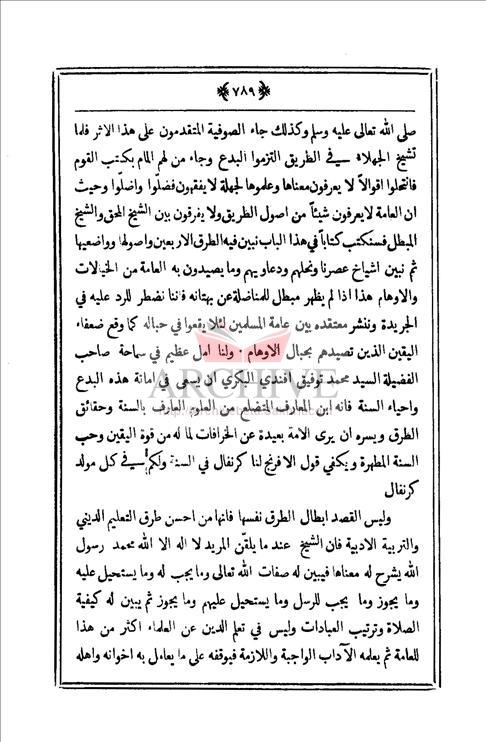 ﴿٧٨٩﴾
صلى الله تعالى عليه وسلم وكذلك جاء الصوفية المتقدمون على هذا الاثر فلما
تشيخ الجهلاء في الطريق التزموا البدع وجاء من لهم المام بكتب القوم
فانتحلوا اقوالاً لا يعرفون معناها وعلموها لجهلة لا يفقهون فضلّوا واضلّوا وحيث
ان العامة لا يعرفون شيئاً من اصول الطريق ولا يفرقون بين الشيخ المحق والشيخ
المبطل فسنكتب كتاباً في هذا الباب نبين فيه الطرق الاربعين واصولها وواضعيها
ثم نبين اشياخ عصرنا ونحلهم ودعاويهم وما يصيدون به العامة من الخيالات
والاوهام هذا اذا لم يظهر مبطل للمناضلة عن بهتانه فاننا نضطر للرد عليه في
الجريدة وننشر معتقده بين عامة المسلمين لئلا يقعوا في حباله كما وقع ضعفاء
اليقين الذين تصيدهم بحبال الاوهام ٠ ولنا امل عظيم في سماحة صاحب
الفضيلة السيد محمد توفيق افندي البكري ان يسعى في اماتة هذه البدع
واحياء السنة فانه ابن المعارف المتضلع من العلوم العارف بالسنة وحقائق
الطرق ويسره ان يرى الامة بعيدة عن الخرافات لما له من قوة اليقين وحب
السنة المطهرة ويكفي قول الافرنج لنا كرنفال في السنة ولكم في كل مولد
كرنفال
وليس القصد ابطال الطرق نفسها فانها من احسن طرق التعليم الديني
والتربية الادبية فان الشيخ عند ما يلقّن المريد لا اله الا الله محمد رسول
الله يشرح له معناها فيبين له صفات الله تعالى وما يجب له وما يستحيل عليه
وما يجوز وما يجب للرسل وما يستحيل عليهم وما يجوز ثم يبين له كيفية
الصلاة وترتيب العبادات وليس في تعلم الدين عن العلماء اكثر من هذا
للعامة ثم يعلمه الآداب الواجبة واللازمة فيوقفه على ما يعامل به اخوانه واهله
ARCHIVE